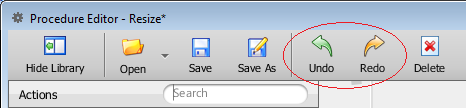 Procedure Editor - Resize*
Hide Library Open Save Save As Undo Redo Delete
Actions Search